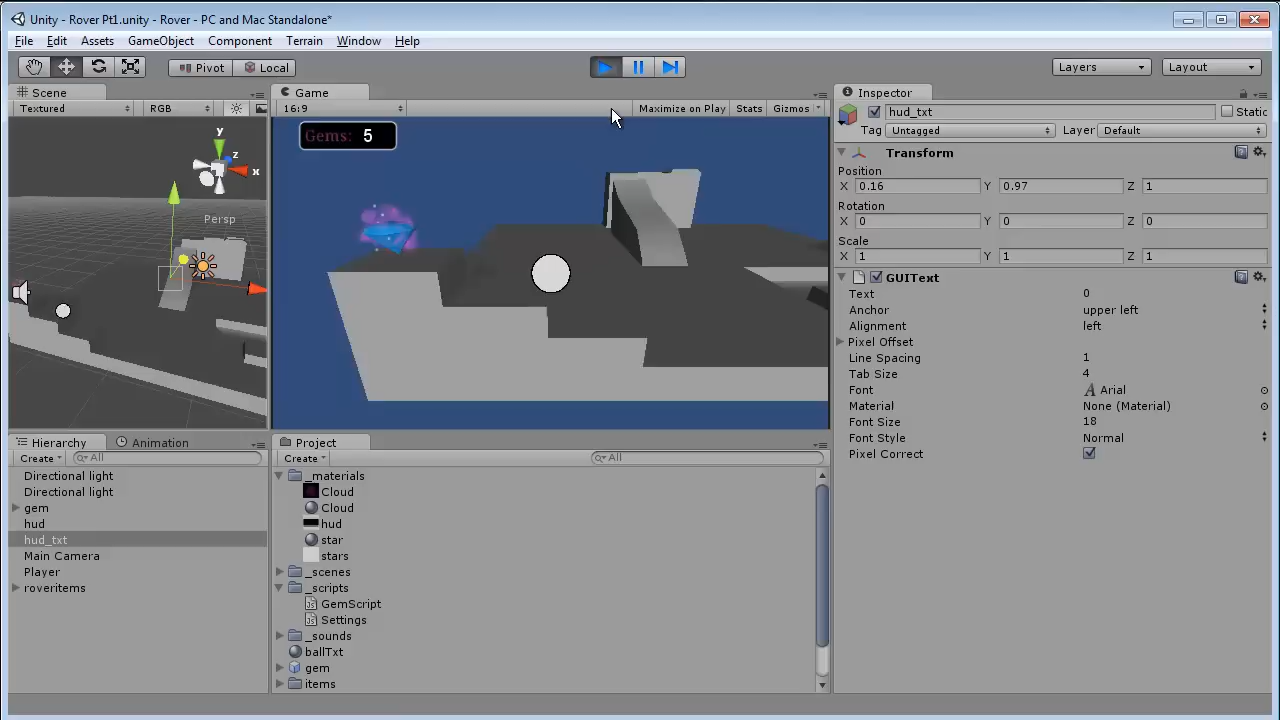 Unity - Rover Pt1.unity - Rover - PC and Mac Standalone*
File Edit Assets GameObject Component Terrain Window Help
Pivot Local Layers Layout
Scene
Textured RGB
y
z
x
Persp
Game
16:9 Maximize on Play Stats Gizmos
Gems: 5
Hierarchy Animation
Create All
Directional light
Directional light
gem
hud
hud_txt
Main Camera
Player
roveritems
Project
Create All
_materials
Cloud
Cloud
hud
star
stars
_scenes
_scripts
GemScript
Settings
_sounds
ballTxt
gem
items
Inspector
hud_txt Static
Tag Untagged Layer Default
Transform
Position
X 0.16 Y 0.97 Z 1
Rotation
X 0 Y 0 Z 0
Scale
X 1 Y 1 Z 1
GUIText
Text 0
Anchor upper left
Alignment left
Pixel Offset
Line Spacing 1
Tab Size 4
Font Arial
Material None (Material)
Font Size 18
Font Style Normal
Pixel Correct